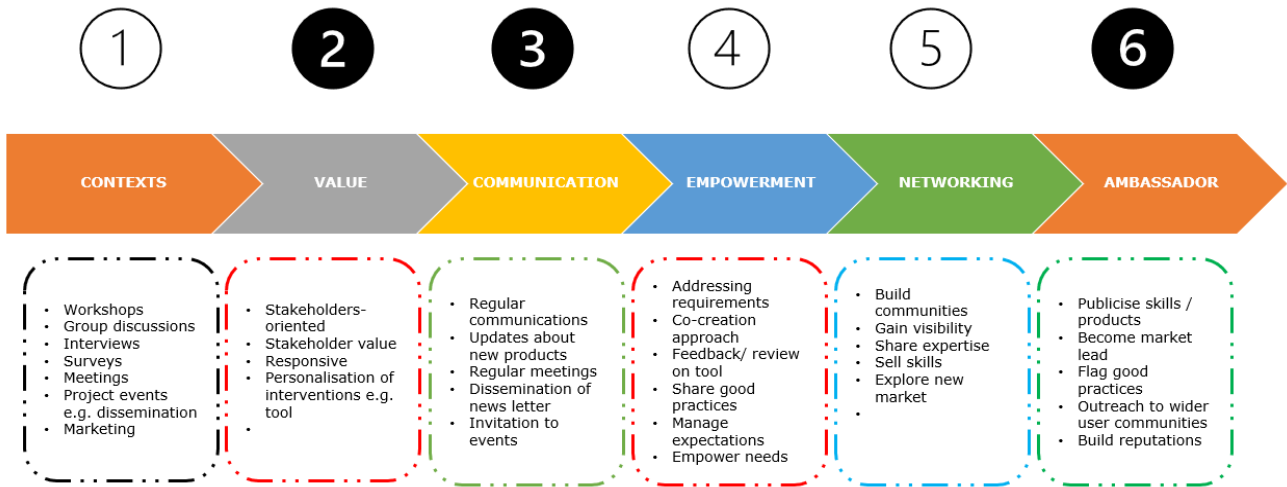 1
2
3
4
5
6
CONTEXTS
VALUE
COMMUNICATION
EMPOWERMENT
NETWORKING
AMBASSADOR
• Workshops
• Group discussions
• Interviews
• Surveys
• Meetings
• Project events
e.g. dissemination
• Marketing
• Stakeholders-
oriented
• Stakeholder value
• Responsive
• Personalisation of
interventions e.g.
tool
•
• Regular
communications
• Updates about
new products
• Regular meetings
• Dissemination of
news letter
• Invitation to
events
• Addressing
requirements
• Co-creation
approach
• Feedback/ review
on tool
• Share good
practices
• Manage
expectations
• Empower needs
• Build
communities
• Gain visibility
• Share expertise
• Sell skills
• Explore new
market
•
• Publicise skills /
products
• Become market
lead
• Flag good
practices
• Outreach to wider
user communities
• Build reputations